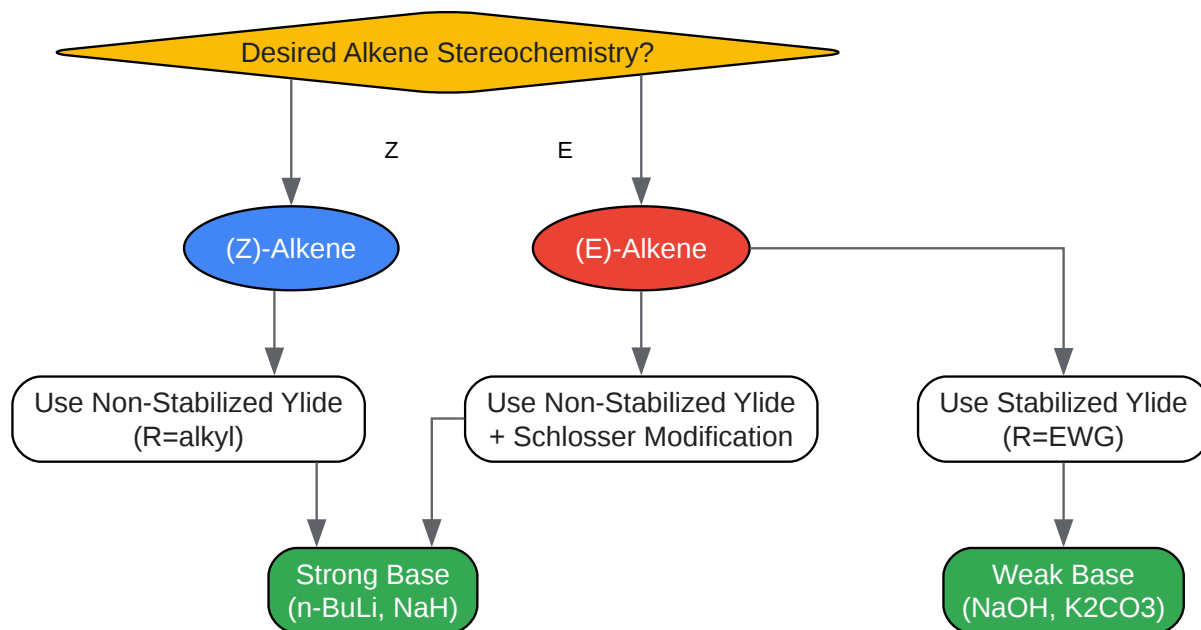 Desired Alkene Stereochemistry?
Z
E
(Z)-Alkene
(E)-Alkene
Use Non-Stabilized Ylide
(R=alkyl)
Use Non-Stabilized Ylide
+ Schlosser Modification
Use Stabilized Ylide
(R=EWG)
Strong Base
(n-BuLi, NaH)
Weak Base
(NaOH, K2CO3)